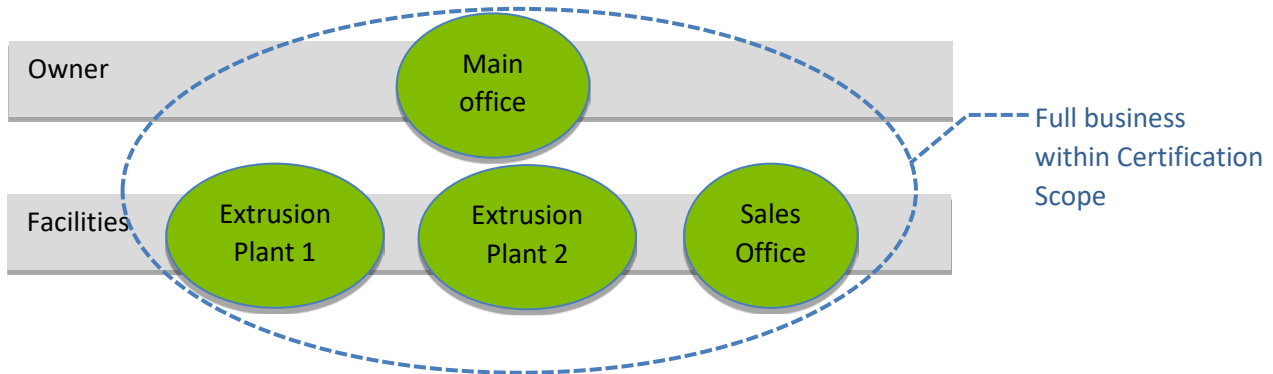 Owner
Main
office
Full business
within Certification
Scope
Facilities
Extrusion
Plant 1
Extrusion
Plant 2
Sales
Office